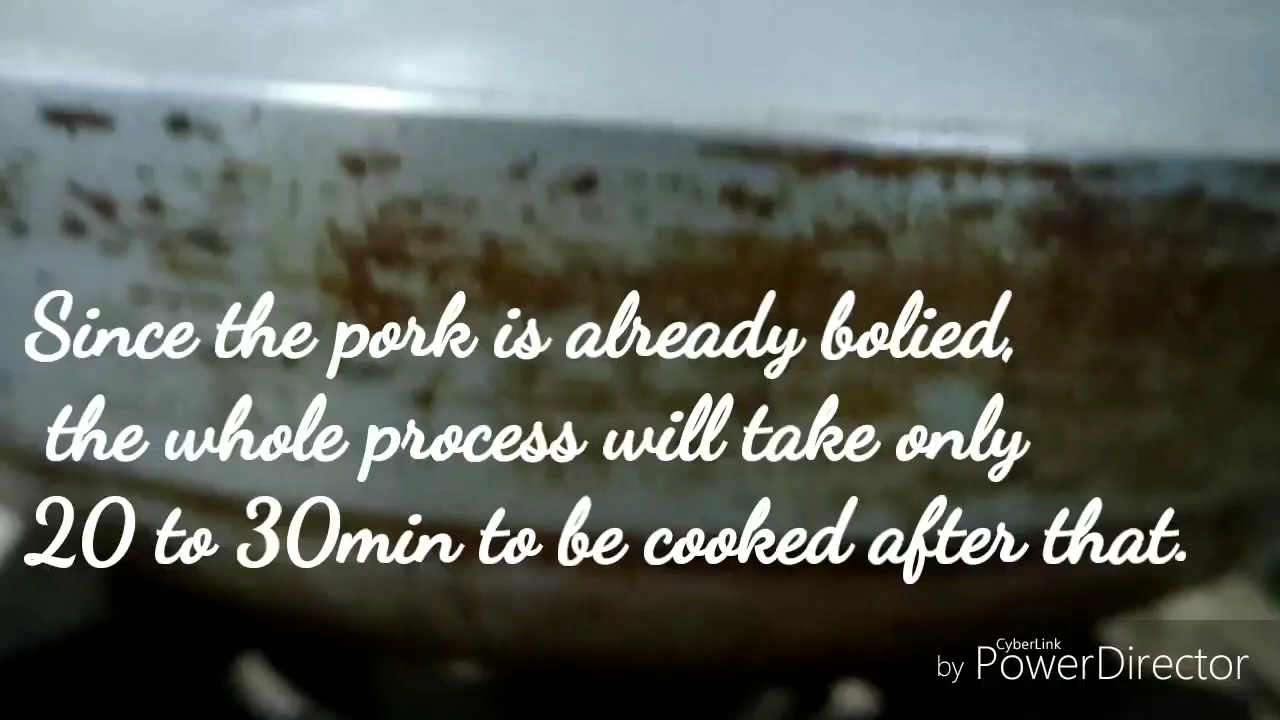 Since the pork is already bolied,
the whole process will take only
20 to 30min to be cooked after that.
CyberLink
by PowerDirector